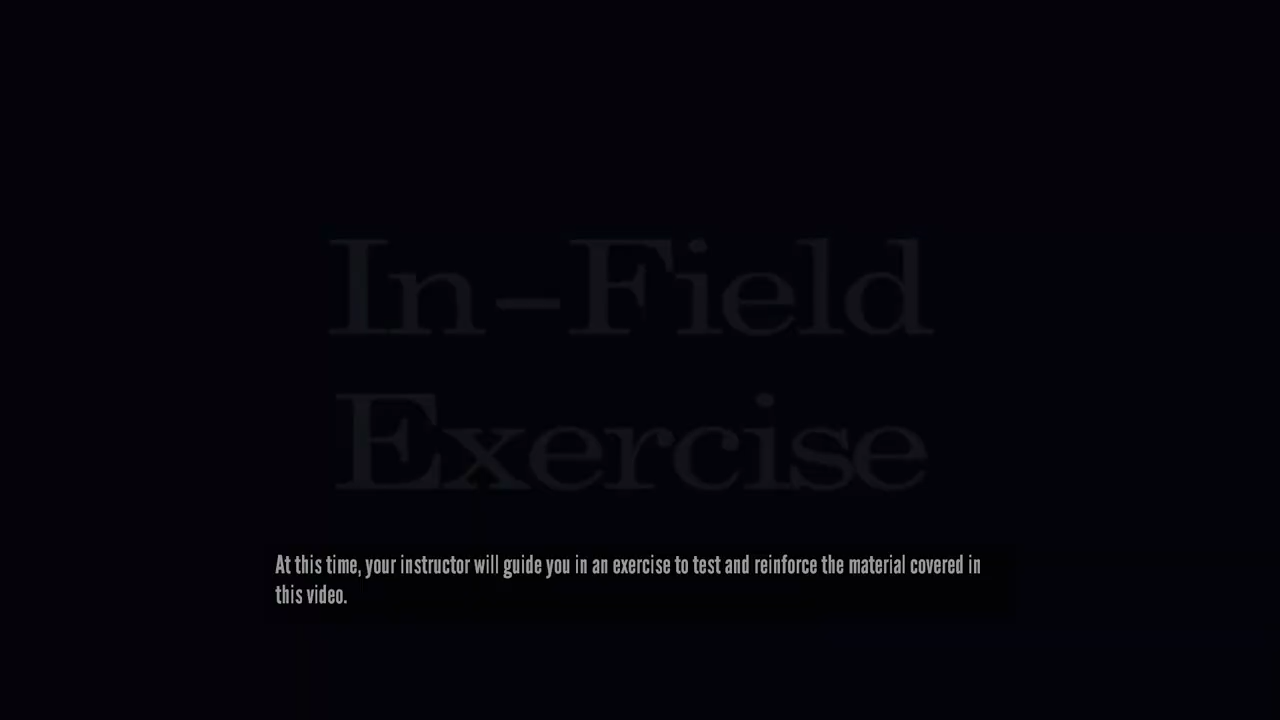 In-Field
Exercise
At this time, your instructor will guide you in an exercise to test and reinforce the material covered in
this video.